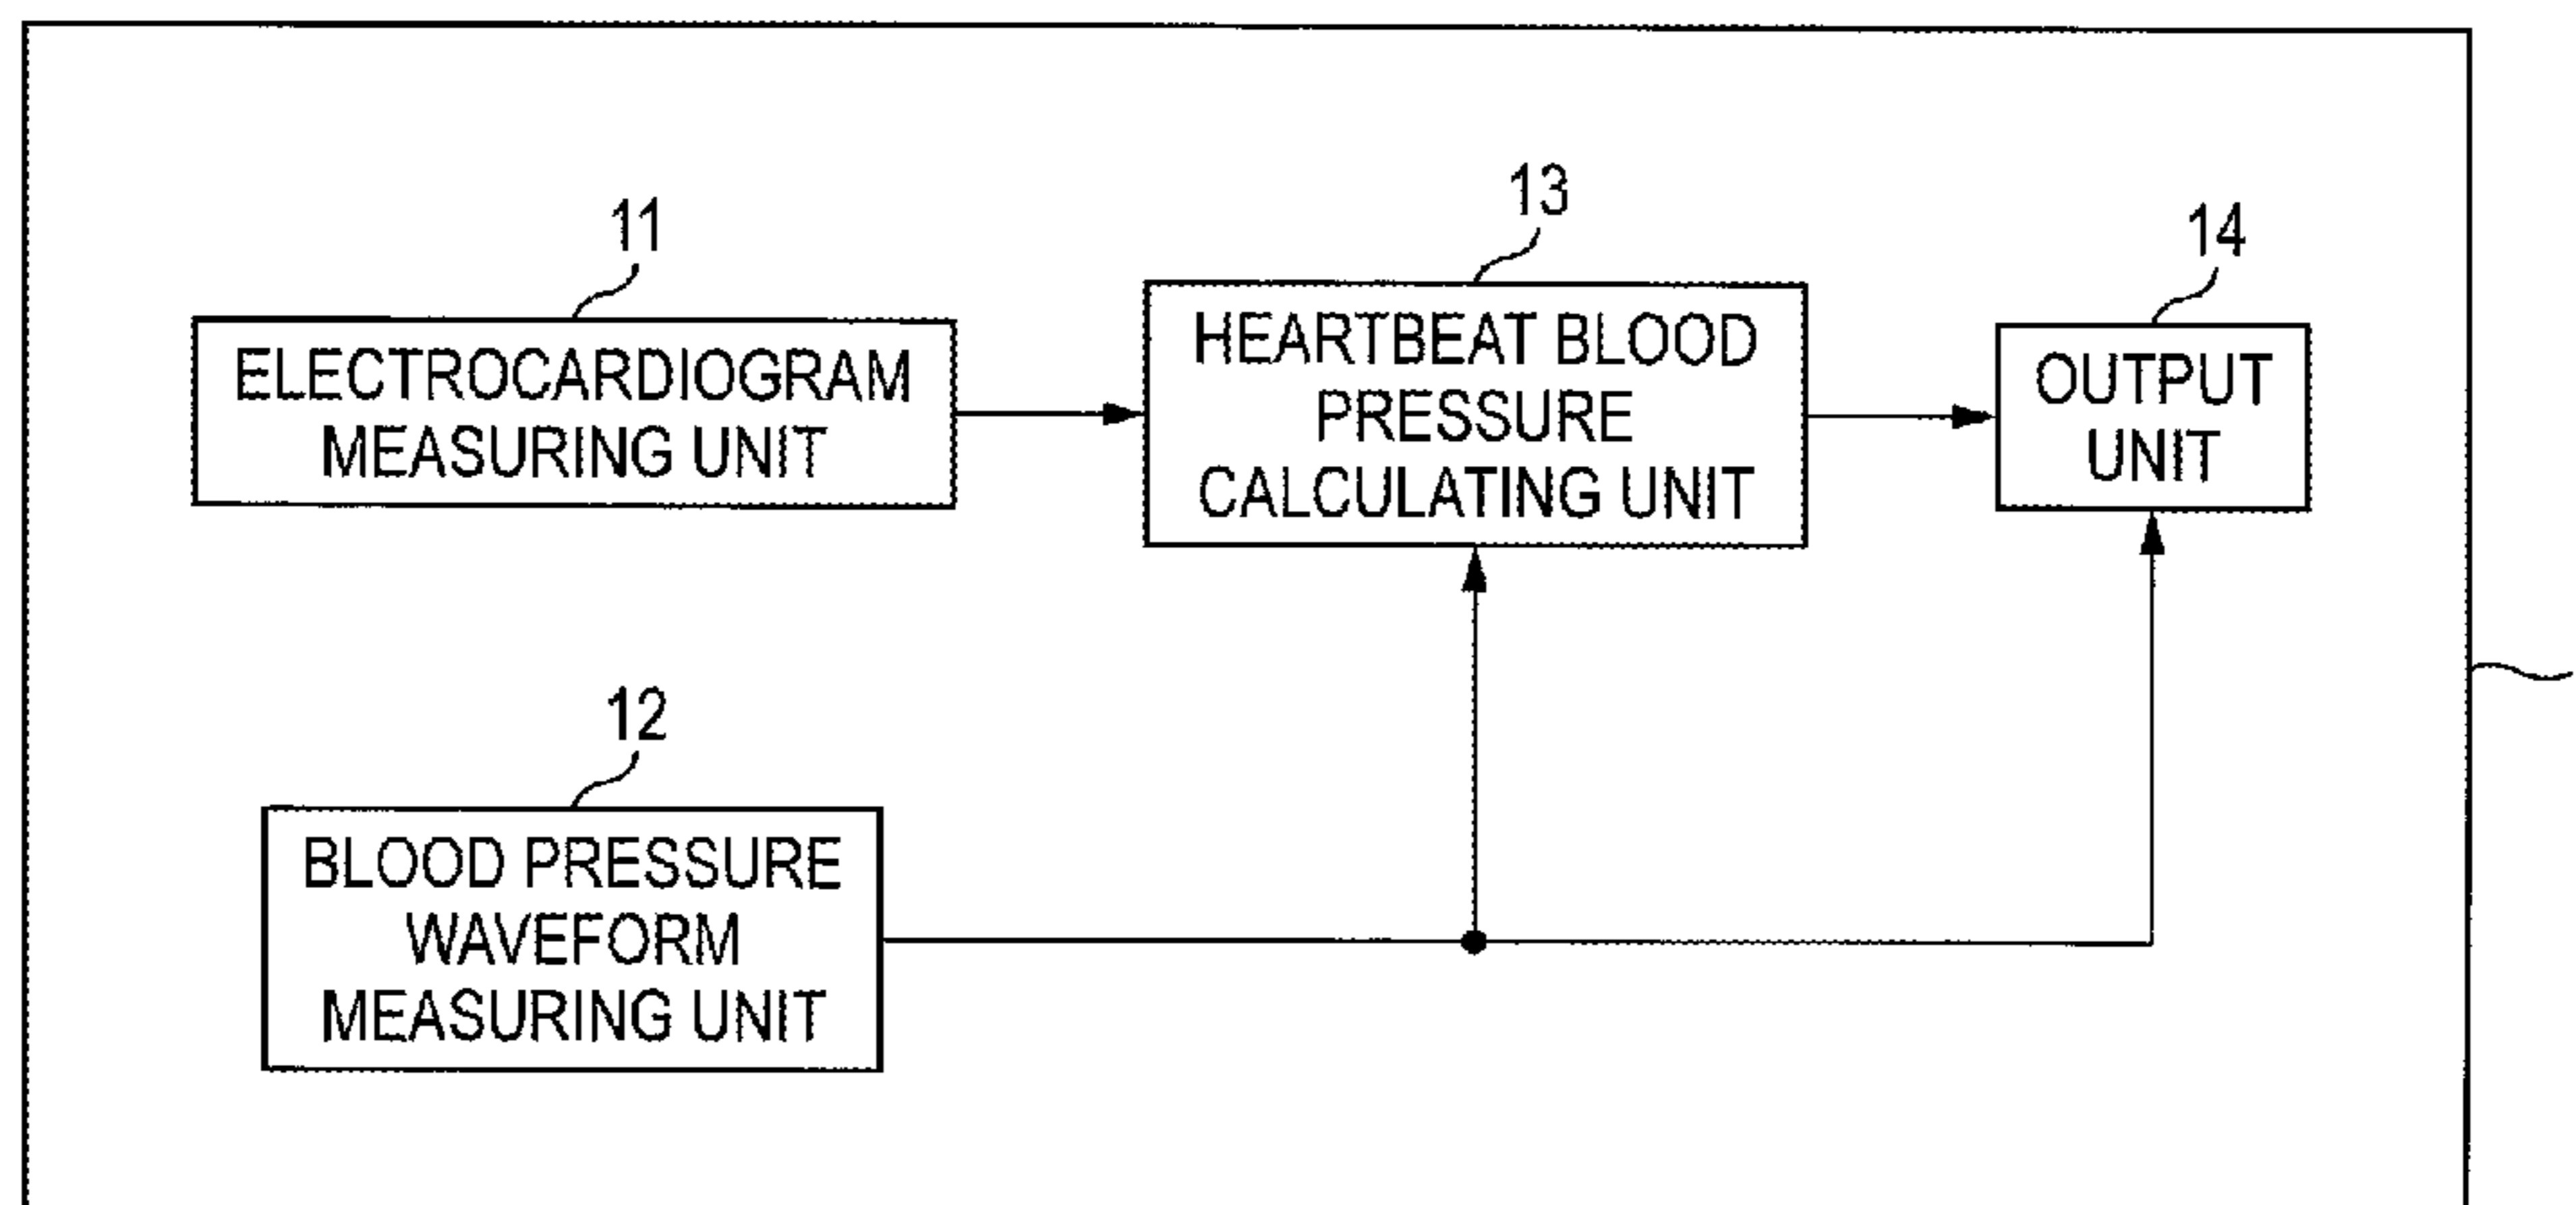 11
ELECTROCARDIOGRAM
MEASURING UNIT
13
HEARTBEAT BLOOD
PRESSURE
CALCULATING UNIT
14
OUTPUT
UNIT
12
BLOOD PRESSURE
WAVEFORM
MEASURING UNIT